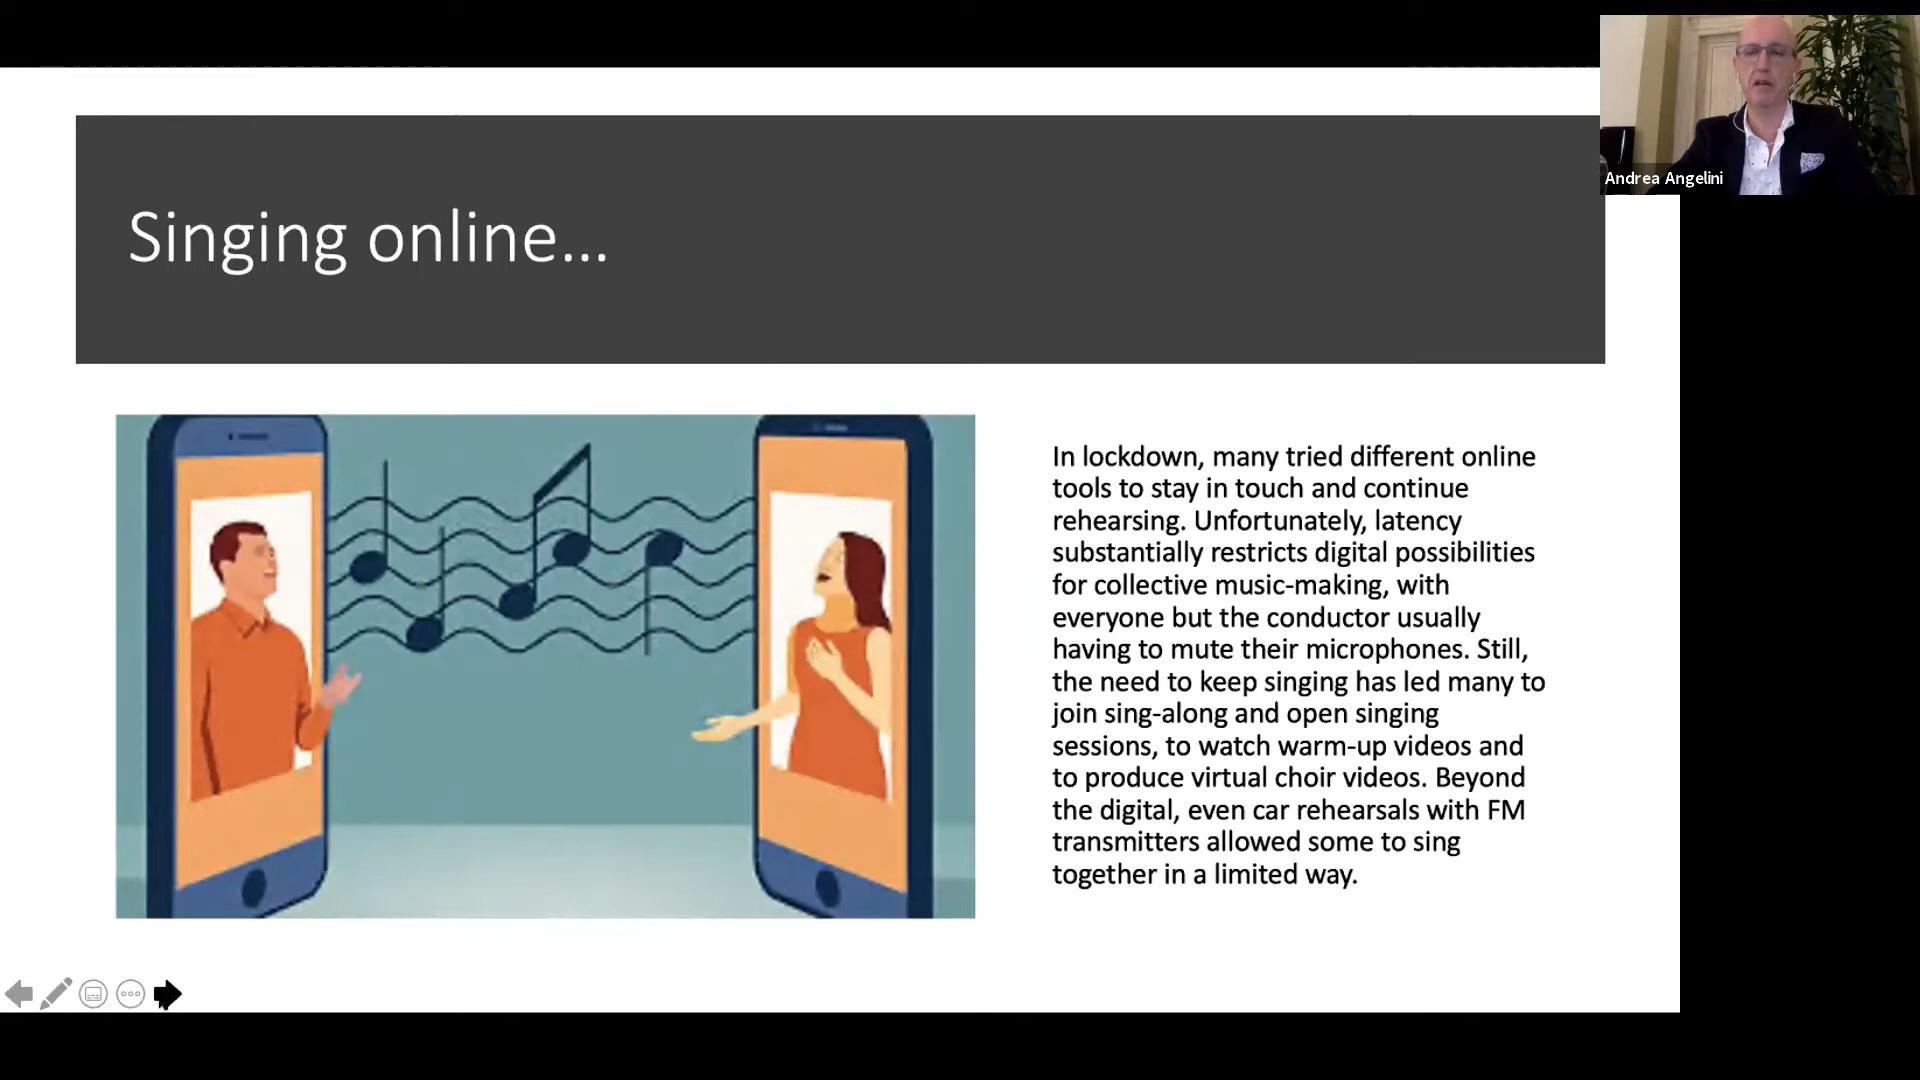 Andrea Angelini
Singing online...
In lockdown, many tried different online
tools to stay in touch and continue
rehearsing. Unfortunately, latency
substantially restricts digital possibilities
for collective music-making, with
everyone but the conductor usually
having to mute their microphones. Still,
the need to keep singing has led many to
join sing-along and open singing
sessions, to watch warm-up videos and
to produce virtual choir videos. Beyond
the digital, even car rehearsals with FM
transmitters allowed some to sing
together in a limited way.